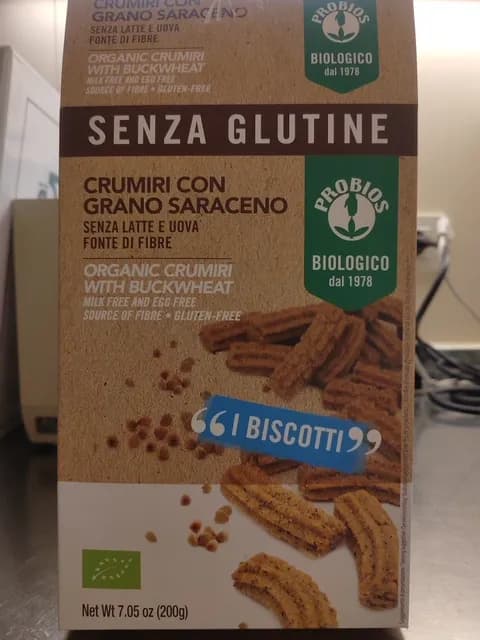 CRUMIRI CON
GRANO SARACENO
SENZA LATTE E UOVA
FONTE DI FIBRE
ORGANIC CRUMIRI
WITH BUCKWHEAT
MILK FREE AND EGG FREE
SOURCE OF FIBRE • GLUTEN-FREE
PROBIOS
BIOLOGICO
dal 1978
SENZA GLUTINE
CRUMIRI CON
GRANO SARACENO
SENZA LATTE E UOVA
FONTE DI FIBRE
ORGANIC CRUMIRI
WITH BUCKWHEAT
MILK FREE AND EGG FREE
SOURCE OF FIBRE • GLUTEN-FREE
PROBIOS
BIOLOGICO
dal 1978
“I BISCOTTI”
Net Wt 7.05 oz (200g)